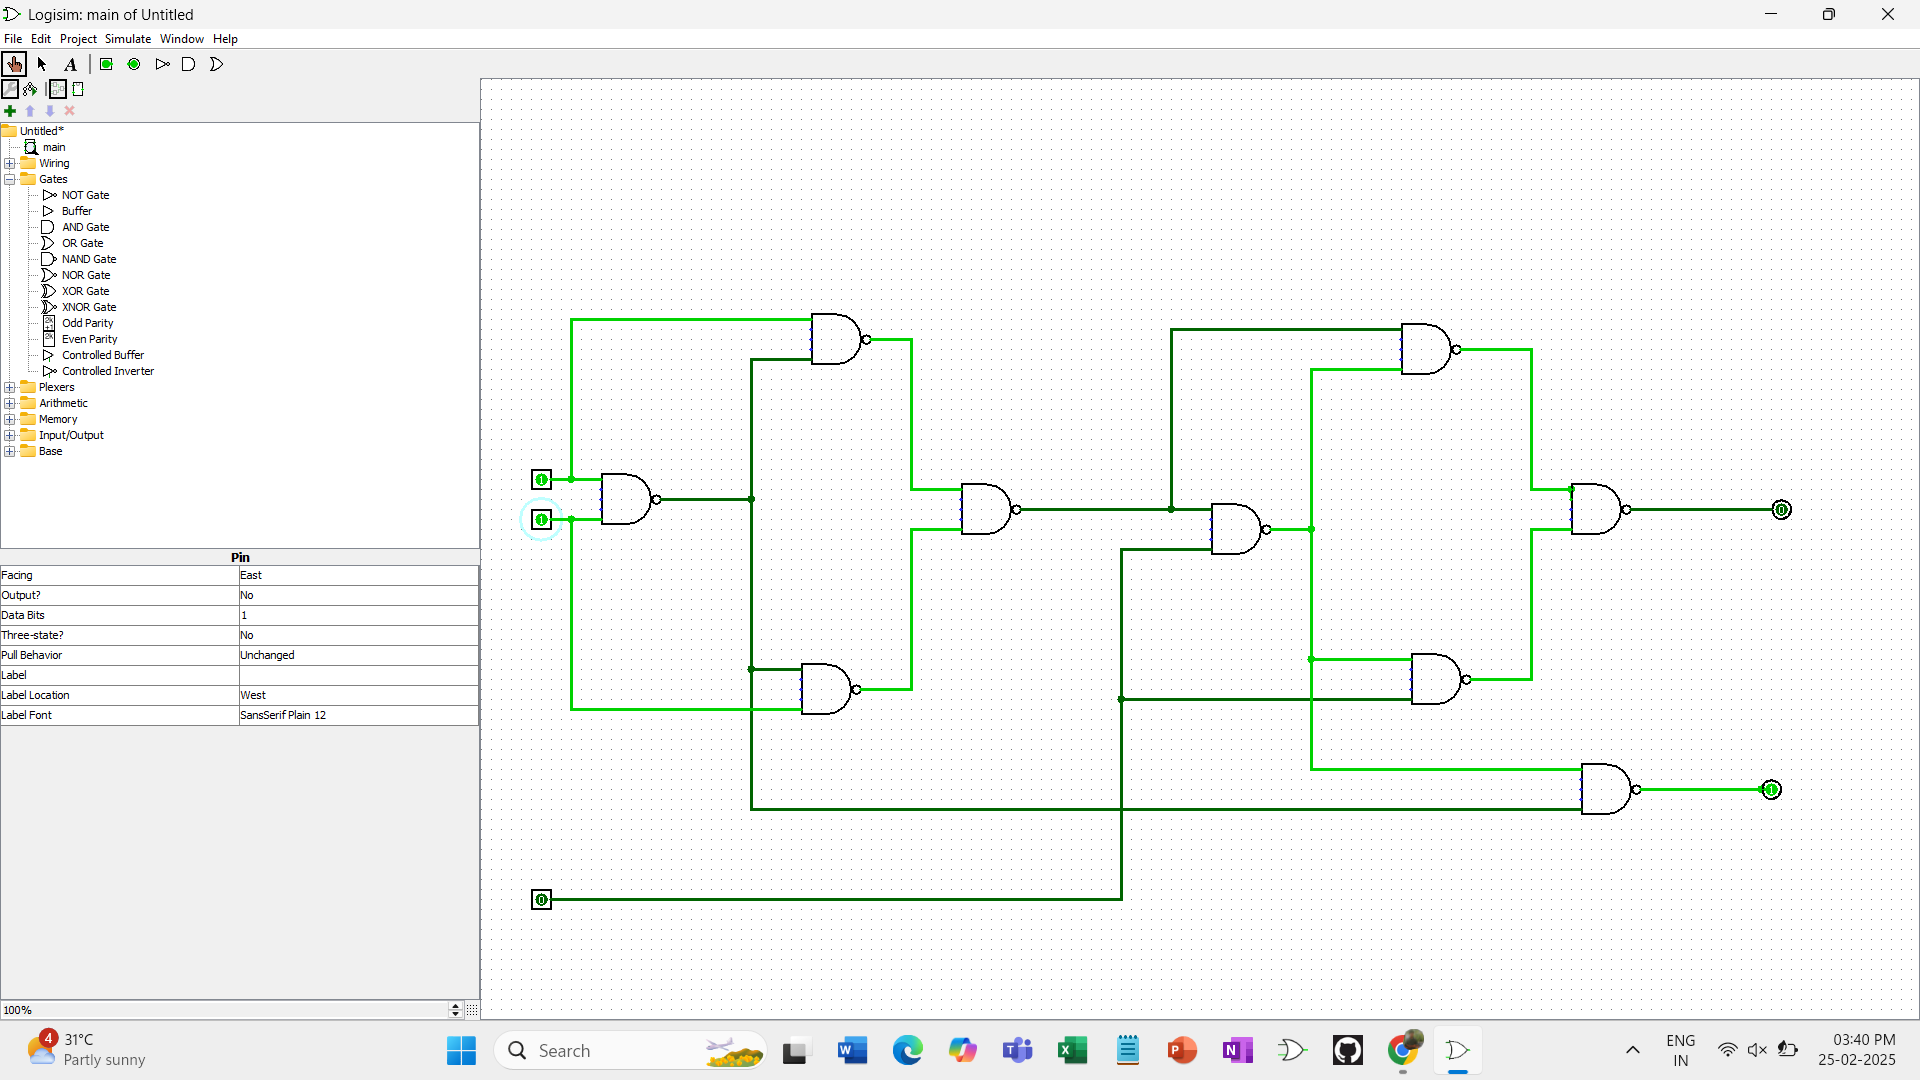 Logisim: main of Untitled
File Edit Project Simulate Window Help
A
Untitled*
main
Wiring
Gates
NOT Gate
Buffer
AND Gate
OR Gate
NAND Gate
NOR Gate
XOR Gate
XNOR Gate
Odd Parity
Even Parity
Controlled Buffer
Controlled Inverter
Plexers
Arithmetic
Memory
Input/Output
Base
Pin
Facing East
Output? No
Data Bits 1
Three-state? No
Pull Behavior Unchanged
Label
Label Location West
Label Font SansSerif Plain 12
100%
1
1
0
0
1
4
31°C
Partly sunny
Search
ENG
IN
03:40 PM
25-02-2025